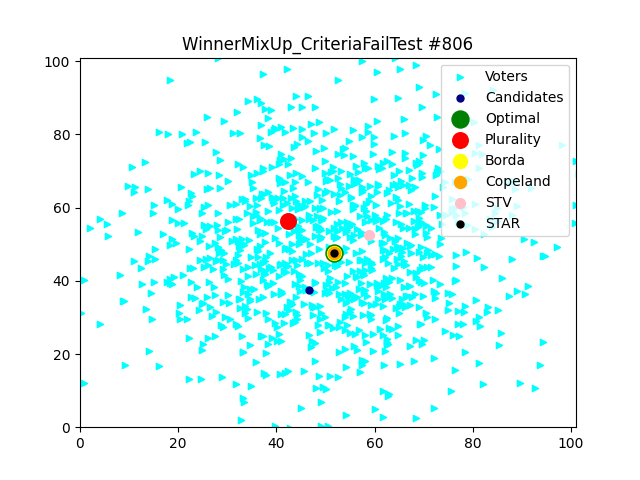 WinnerMixUp_CriteriaFailTest #806
100
80
60
40
20
0
0
20
40
60
80
100
Voters
Candidates
Optimal
Plurality
Borda
Copeland
STV
STAR